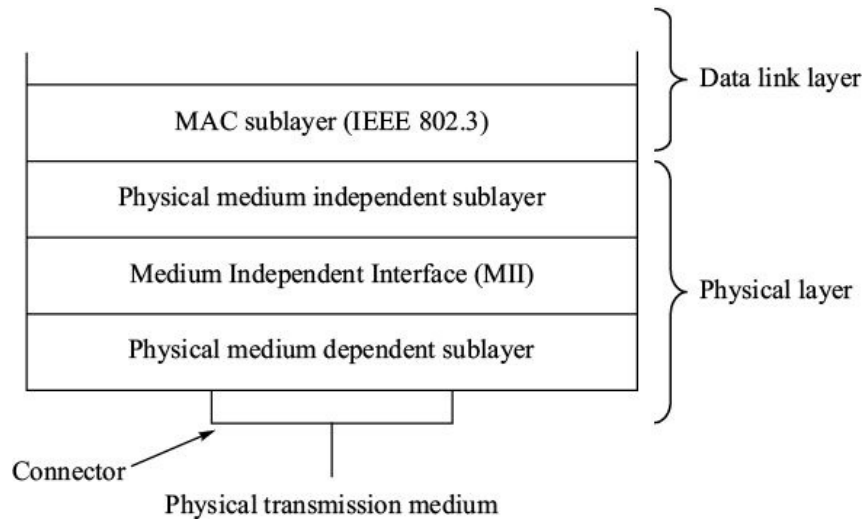 Data link layer
MAC sublayer (IEEE 802.3)
Physical medium independent sublayer
Medium Independent Interface (MII)
Physical layer
Physical medium dependent sublayer
Connector
Physical transmission medium